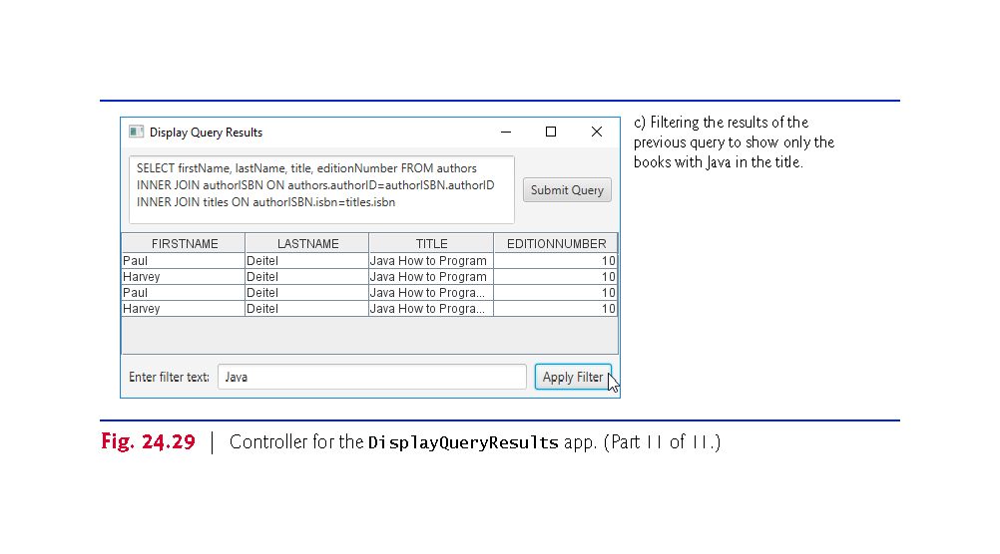 Display Query Results
c) Filtering the results of the
previous query to show only the
books with Java in the title.
SELECT firstName, lastName, title, editionNumber FROM authors
INNER JOIN authorISBN ON authors.authorID=authorISBN.authorID
INNER JOIN titles ON authorISBN.isbn=titles.isbn
Submit Query
FIRSTNAME LASTNAME TITLE EDITIONNUMBER
Paul Deitel Java How to Program 10
Harvey Deitel Java How to Program 10
Paul Deitel Java How to Progra... 10
Harvey Deitel Java How to Progra... 10
Enter filter text: Java Apply Filter
Fig. 24.29 | Controller for the DisplayQueryResults app. (Part 11 of 11.)